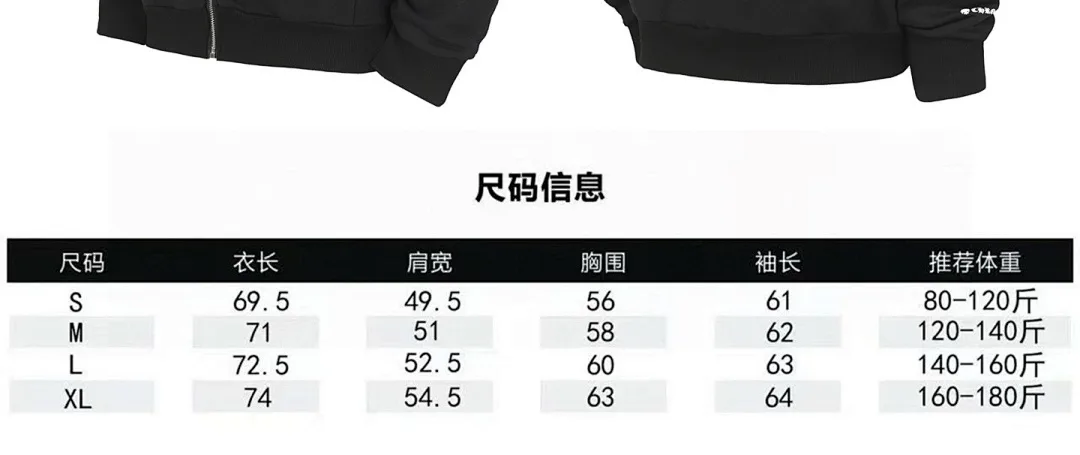 尺码信息
尺码 衣长 肩宽 胸围 袖长 推荐体重
S 69.5 49.5 56 61 80-120斤
M 71 51 58 62 120-140斤
L 72.5 52.5 60 63 140-160斤
XL 74 54.5 63 64 160-180斤